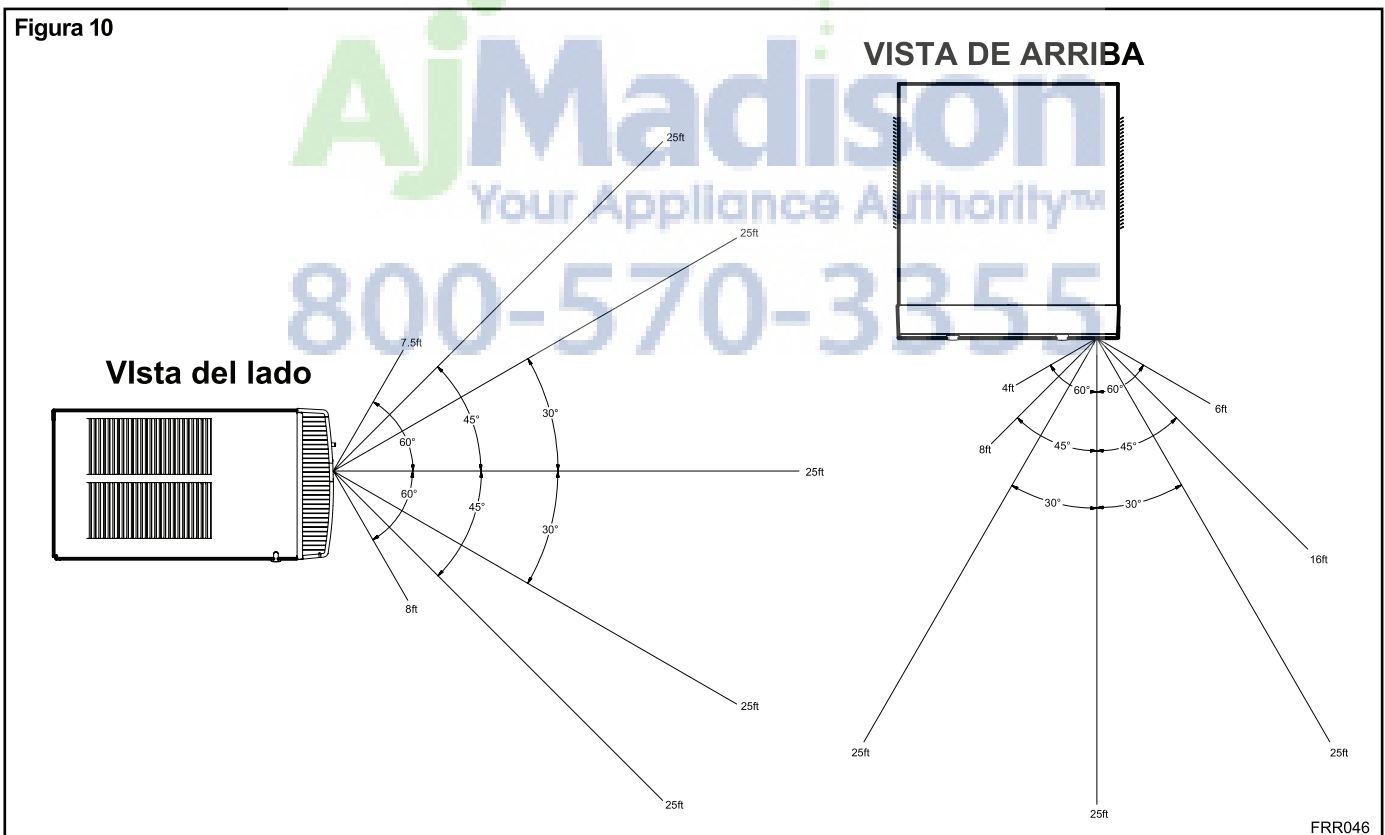 Figura 10
AjMadison
Your Appliance Authority™
800-570-3355
VISTA DE ARRIBA
VIsta del lado
25ft
25ft
7.5ft
60°
45°
30°
25ft
60°
45°
30°
8ft
25ft
25ft
4ft
60°
60°
6ft
8ft
45°
45°
16ft
30°
30°
25ft
25ft
25ft
FRR046